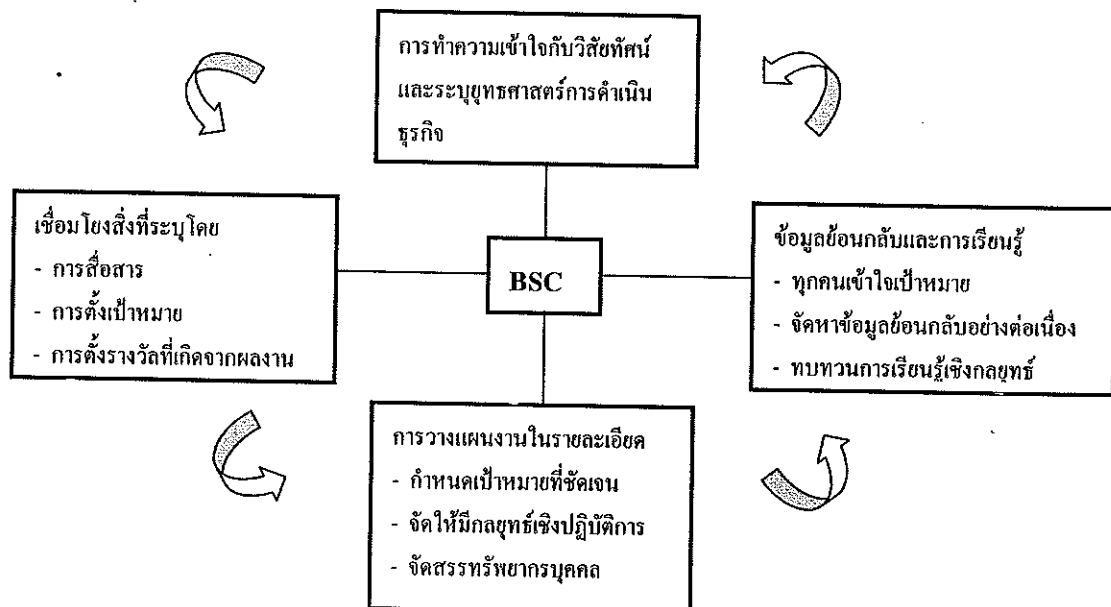 การทำความเข้าใจกับวิสัยทัศน์
และระบุยุทธศาสตร์การดำเนิน
ธุรกิจ
เชื่อมโยงสิ่งที่ระบุโดย
- การสื่อสาร
- การตั้งเป้าหมาย
- การตั้งรางวัลที่เกิดจากผลงาน
BSC
ข้อมูลย้อนกลับและการเรียนรู้
- ทุกคนเข้าใจเป้าหมาย
- จัดหาข้อมูลย้อนกลับอย่างต่อเนื่อง
- ทบทวนการเรียนรู้เชิงกลยุทธ์
การวางแผนงานในรายละเอียด
- กำหนดเป้าหมายที่ชัดเจน
- จัดให้มีกลยุทธ์เชิงปฏิบัติการ
- จัดสรรทรัพยากรบุคคล